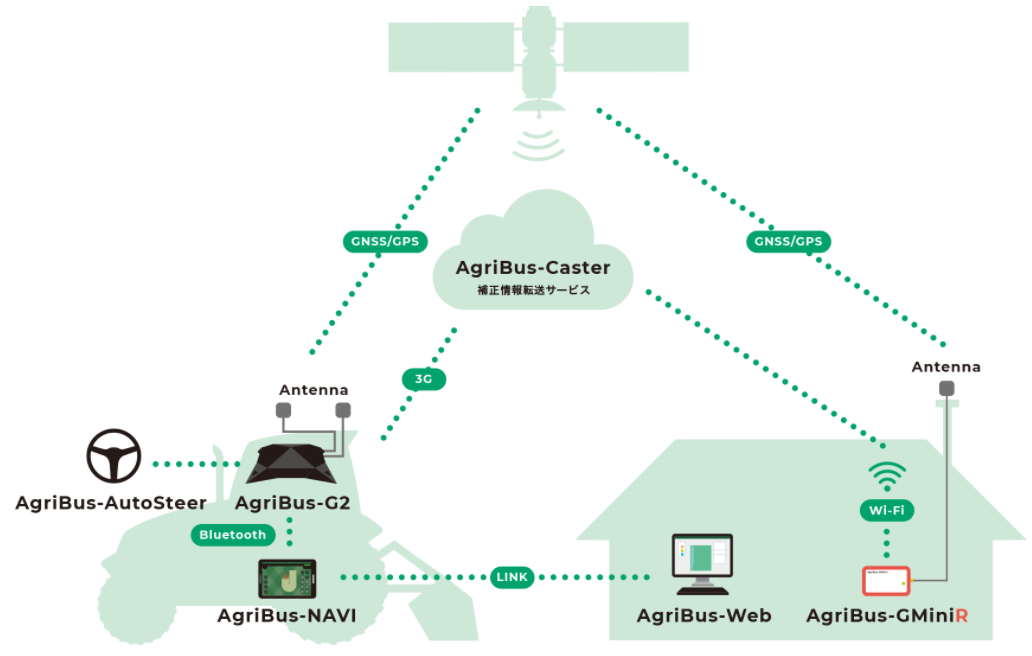 GNSS/GPS
GNSS/GPS
AgriBus-Caster
補正情報転送サービス
Antenna
3G
Antenna
AgriBus-AutoSteer
AgriBus-G2
Wi-Fi
Bluetooth
LINK
AgriBus-NAVI
AgriBus-Web
AgriBus-GMiniR